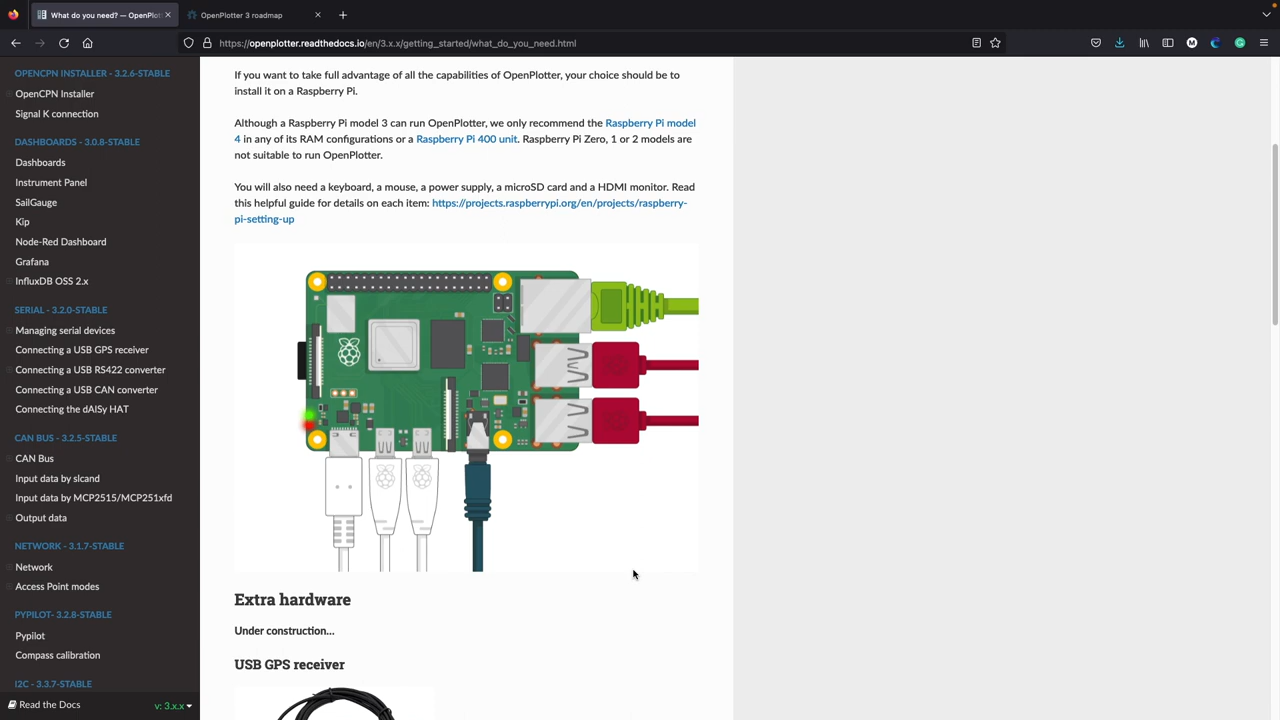 What do you need? — OpenPlot
OpenPlotter 3 roadmap
https://openplotter.readthedocs.io/en/3.x.x/getting_started/what_do_you_need.html
OPENCPN INSTALLER - 3.2.6-STABLE
OpenCPN Installer
Signal K connection
DASHBOARDS - 3.0.8-STABLE
Dashboards
Instrument Panel
SailGauge
Kip
Node-Red Dashboard
Grafana
InfluxDB OSS 2.x
SERIAL - 3.2.0-STABLE
Managing serial devices
Connecting a USB GPS receiver
Connecting a USB RS422 converter
Connecting a USB CAN converter
Connecting the dAISy HAT
CAN BUS - 3.2.5-STABLE
CAN Bus
Input data by slcand
Input data by MCP2515/MCP251xfd
Output data
NETWORK - 3.1.7-STABLE
Network
Access Point modes
PYPILOT- 3.2.8-STABLE
Pypilot
Compass calibration
I2C - 3.3.7-STABLE
Read the Docs
v: 3.x.x
If you want to take full advantage of all the capabilities of OpenPlotter, your choice should be to
install it on a Raspberry Pi.
Although a Raspberry Pi model 3 can run OpenPlotter, we only recommend the Raspberry Pi model
4 in any of its RAM configurations or a Raspberry Pi 400 unit. Raspberry Pi Zero, 1 or 2 models are
not suitable to run OpenPlotter.
You will also need a keyboard, a mouse, a power supply, a microSD card and a HDMI monitor. Read
this helpful guide for details on each item: https://projects.raspberrypi.org/en/projects/raspberry-
pi-setting-up
Extra hardware
Under construction...
USB GPS receiver